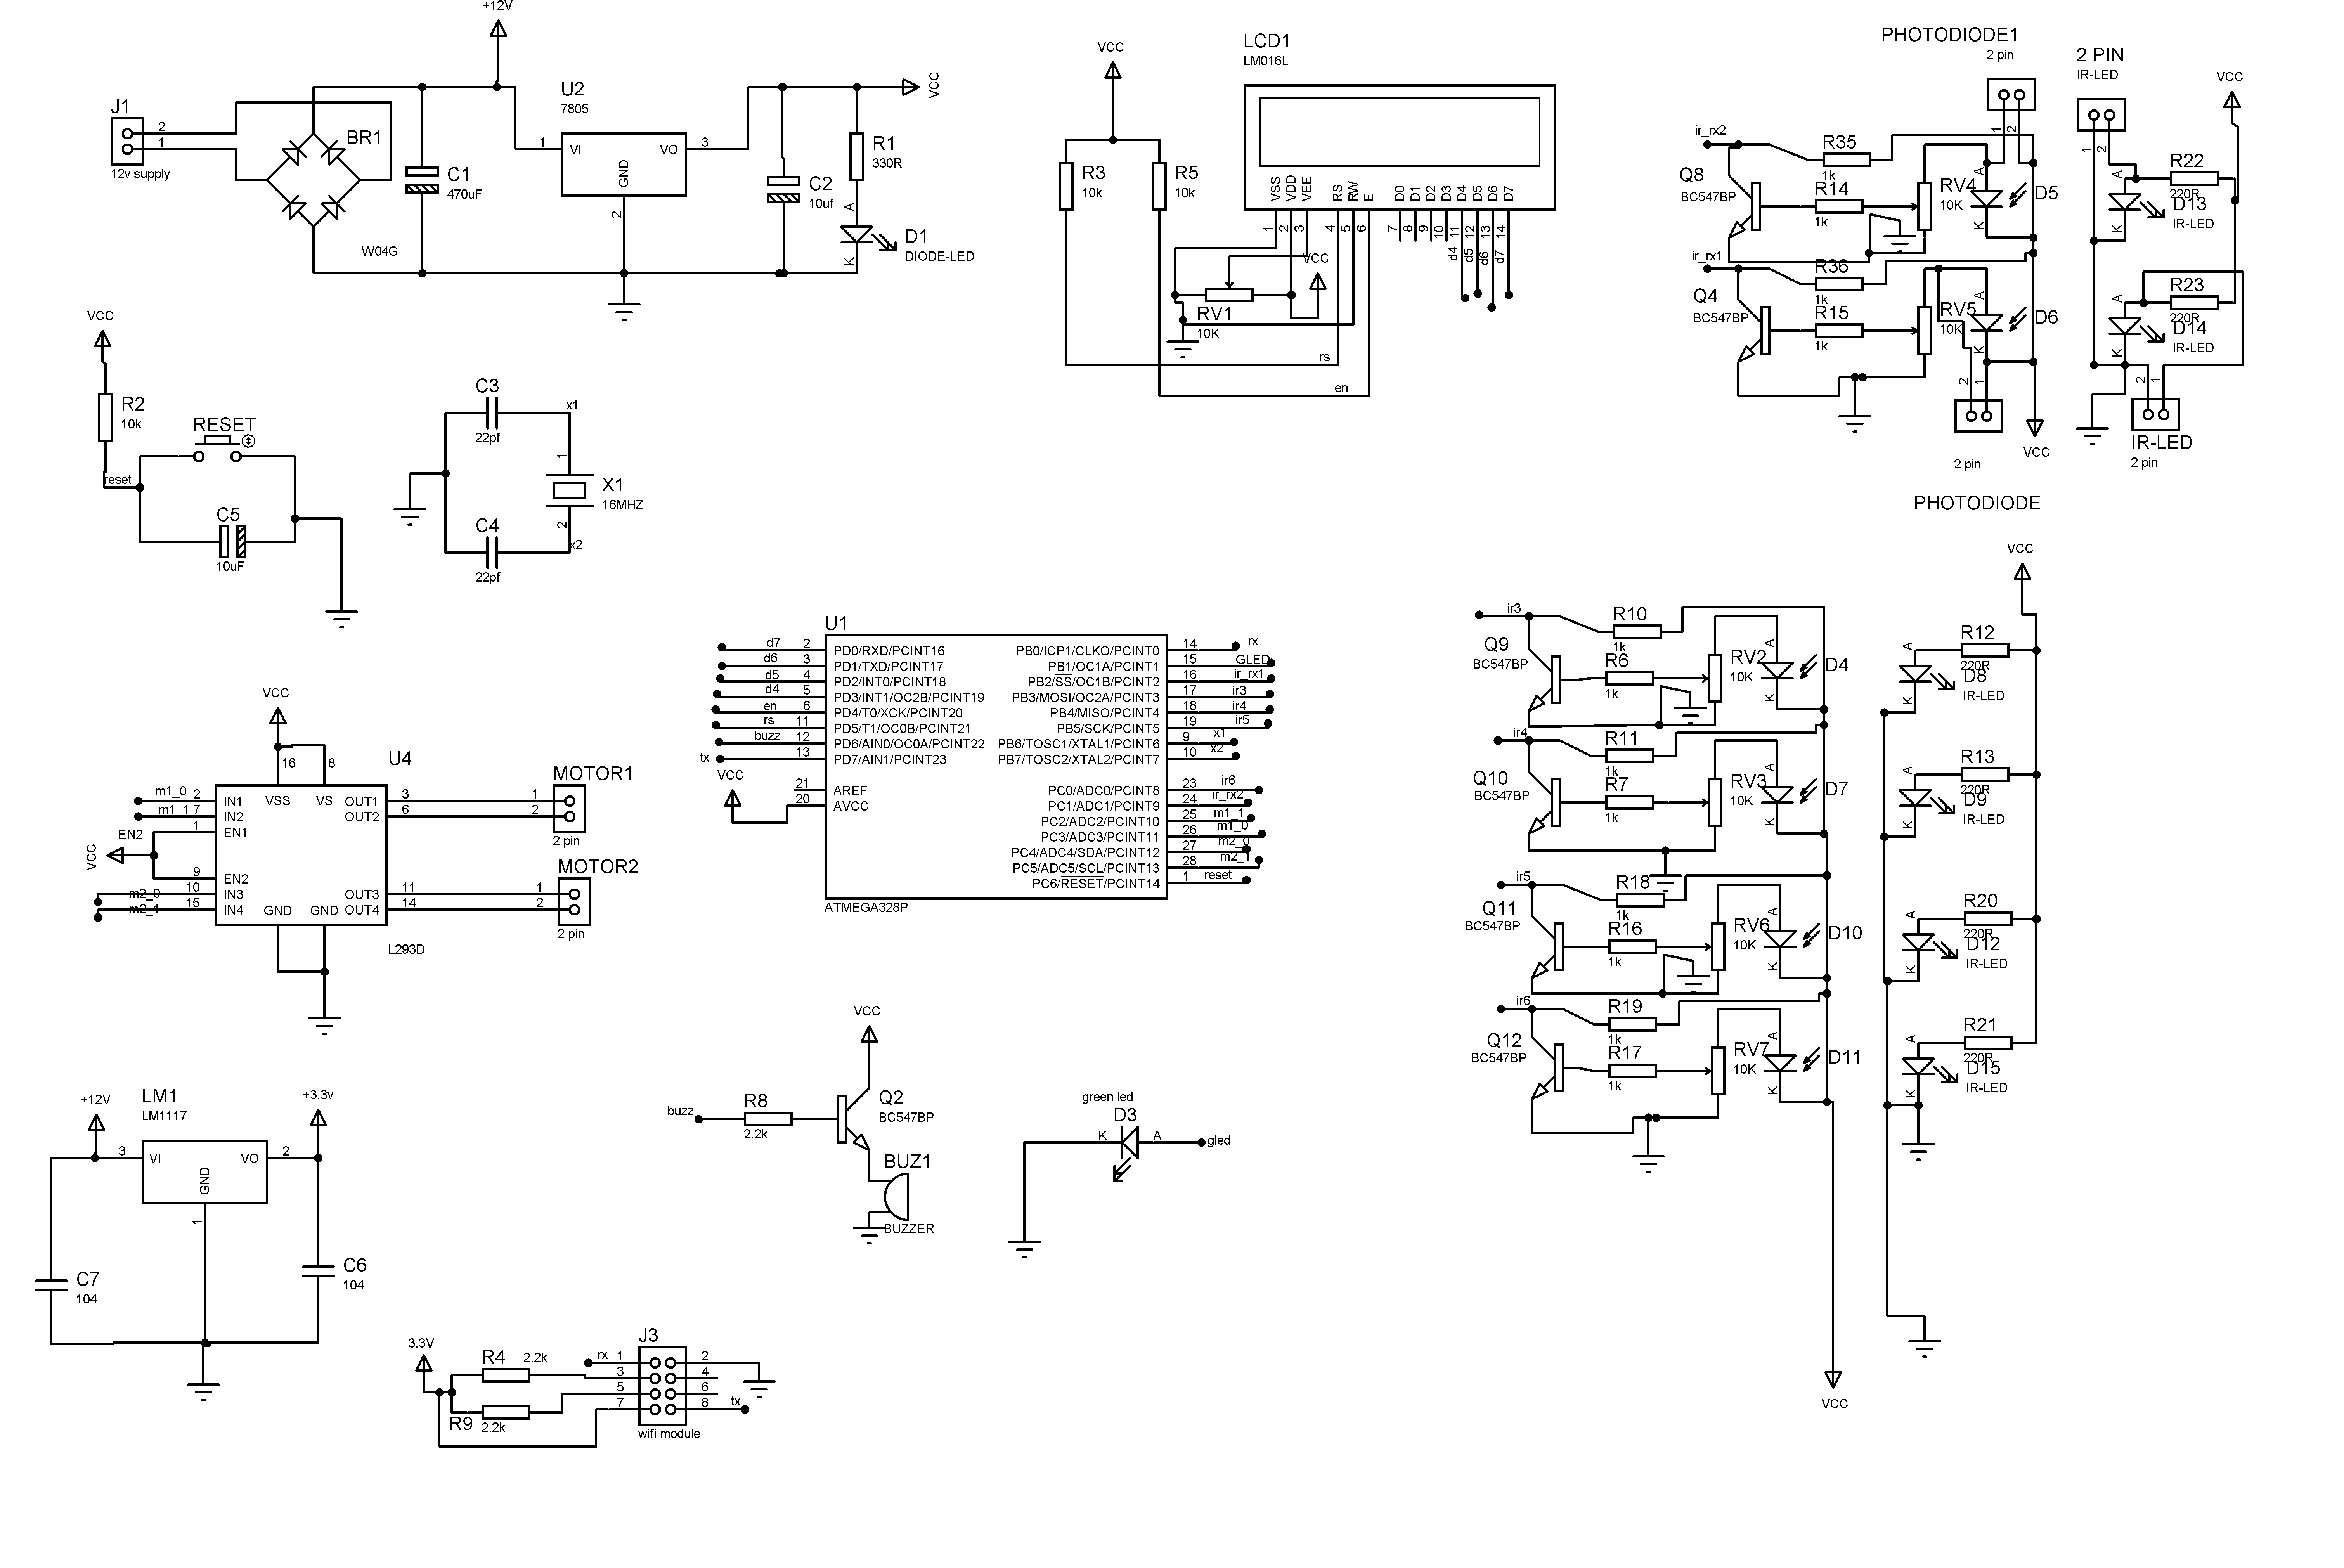 +12V
J1
2
1
12v supply
BR1
W04G
C1
470uF
U2
7805
1
VI
VO
3
GND
2
C2
10uf
VCC
R1
330R
A
K
D1
DIODE-LED
VCC
R3
10k
R5
10k
LCD1
LM016L
VSS
VDD
VEE
RS
RW
E
D0
D1
D2
D3
D4
D5
D6
D7
1
2
3
4
5
6
7
8
9
10
11
12
13
14
d4
d5
d6
d7
VCC
RV1
10K
rs
en
PHOTODIODE1
2 pin
1
2
ir_rx2
R35
1k
Q8
BC547BP
R14
1k
RV4
10K
A
K
D5
ir_rx1
R36
1k
Q4
BC547BP
R15
1k
RV5
10K
A
K
D6
2
1
VCC
2 pin
PHOTODIODE
2 PIN
IR-LED
VCC
1
2
R22
220R
A
K
D13
IR-LED
R23
220R
A
K
D14
IR-LED
2
1
IR-LED
2 pin
VCC
R2
10k
reset
RESET
C5
10uF
C3
22pf
x1
1
X1
16MHZ
2
x2
C4
22pf
U1
d7 2 PD0/RXD/PCINT16
d6 3 PD1/TXD/PCINT17
d5 4 PD2/INT0/PCINT18
d4 5 PD3/INT1/OC2B/PCINT19
en 6 PD4/T0/XCK/PCINT20
rs 11 PD5/T1/OC0B/PCINT21
buzz 12 PD6/AIN0/OC0A/PCINT22
tx 13 PD7/AIN1/PCINT23
VCC
21 AREF
20 AVCC
PB0/ICP1/CLKO/PCINT0 14 rx
PB1/OC1A/PCINT1 15 GLED
PB2/SS/OC1B/PCINT2 16 ir_rx1
PB3/MOSI/OC2A/PCINT3 17 ir3
PB4/MISO/PCINT4 18 ir4
PB5/SCK/PCINT5 19 ir5
PB6/TOSC1/XTAL1/PCINT6 9 x1
PB7/TOSC2/XTAL2/PCINT7 10 x2
PC0/ADC0/PCINT8 23 ir6
PC1/ADC1/PCINT9 24 ir_rx2
PC2/ADC2/PCINT10 25 m1_1
PC3/ADC3/PCINT11 26 m1_0
PC4/ADC4/SDA/PCINT12 27 m2_0
PC5/ADC5/SCL/PCINT13 28 m2_1
PC6/RESET/PCINT14 1 reset
ATMEGA328P
VCC
16
8
U4
VSS
VS
m1_0 2 IN1
m1_1 7 IN2
1 EN1
EN2
VCC
9 EN2
m2_0 10 IN3
m2_1 15 IN4
GND
GND
OUT1 3
OUT2 6
OUT3 11
OUT4 14
L293D
MOTOR1
1
2
2 pin
MOTOR2
1
2
2 pin
ir3
R10
1k
Q9
BC547BP
R6
1k
RV2
10K
A
K
D4
ir4
R11
1k
Q10
BC547BP
R7
1k
RV3
10K
A
K
D7
ir5
R18
1k
Q11
BC547BP
R16
1k
RV6
10K
A
K
D10
ir6
R19
1k
Q12
BC547BP
R17
1k
RV7
10K
A
K
D11
VCC
VCC
R12
220R
A
K
D8
IR-LED
R13
220R
A
K
D9
IR-LED
R20
220R
A
K
D12
IR-LED
R21
220R
A
K
D15
IR-LED
+12V
LM1
LM1117
+3.3v
3
VI
VO
2
GND
1
C7
104
C6
104
VCC
buzz
R8
2.2k
Q2
BC547BP
BUZ1
BUZZER
green led
D3
K
A
gled
3.3V
R4
2.2k
R9
2.2k
J3
rx 1
2
3
4
5
6
7
8
tx
wifi module